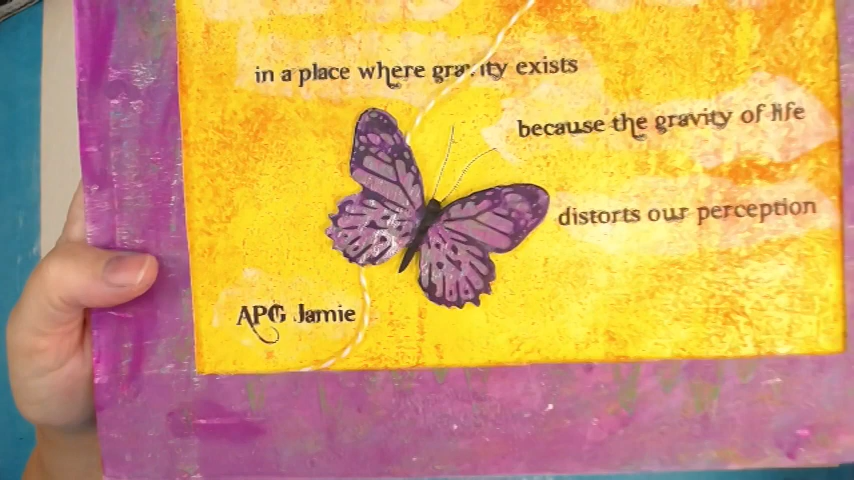 in a place where gravity exists
because the gravity of life
distorts our perception
APG Jamie